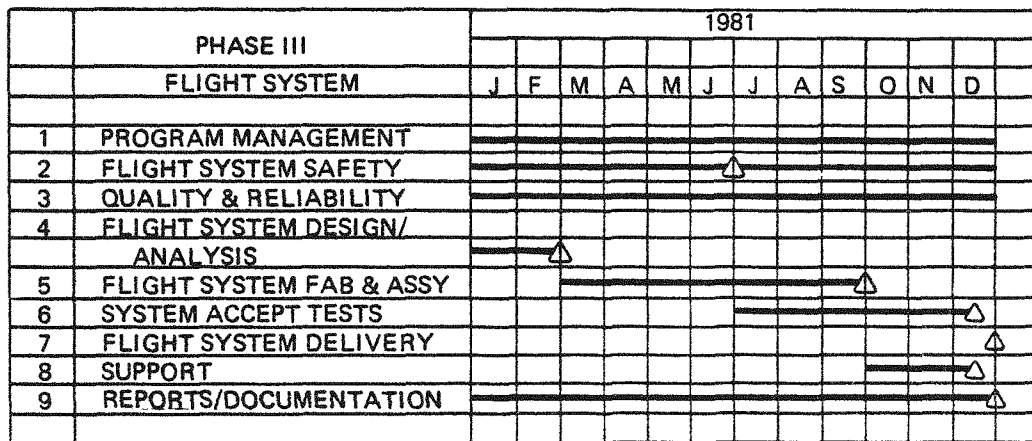 1981
PHASE III
FLIGHT SYSTEM J F M A M J J A S O N D
1 PROGRAM MANAGEMENT
2 FLIGHT SYSTEM SAFETY
3 QUALITY & RELIABILITY
4 FLIGHT SYSTEM DESIGN/
ANALYSIS
5 FLIGHT SYSTEM FAB & ASSY
6 SYSTEM ACCEPT TESTS
7 FLIGHT SYSTEM DELIVERY
8 SUPPORT
9 REPORTS/DOCUMENTATION